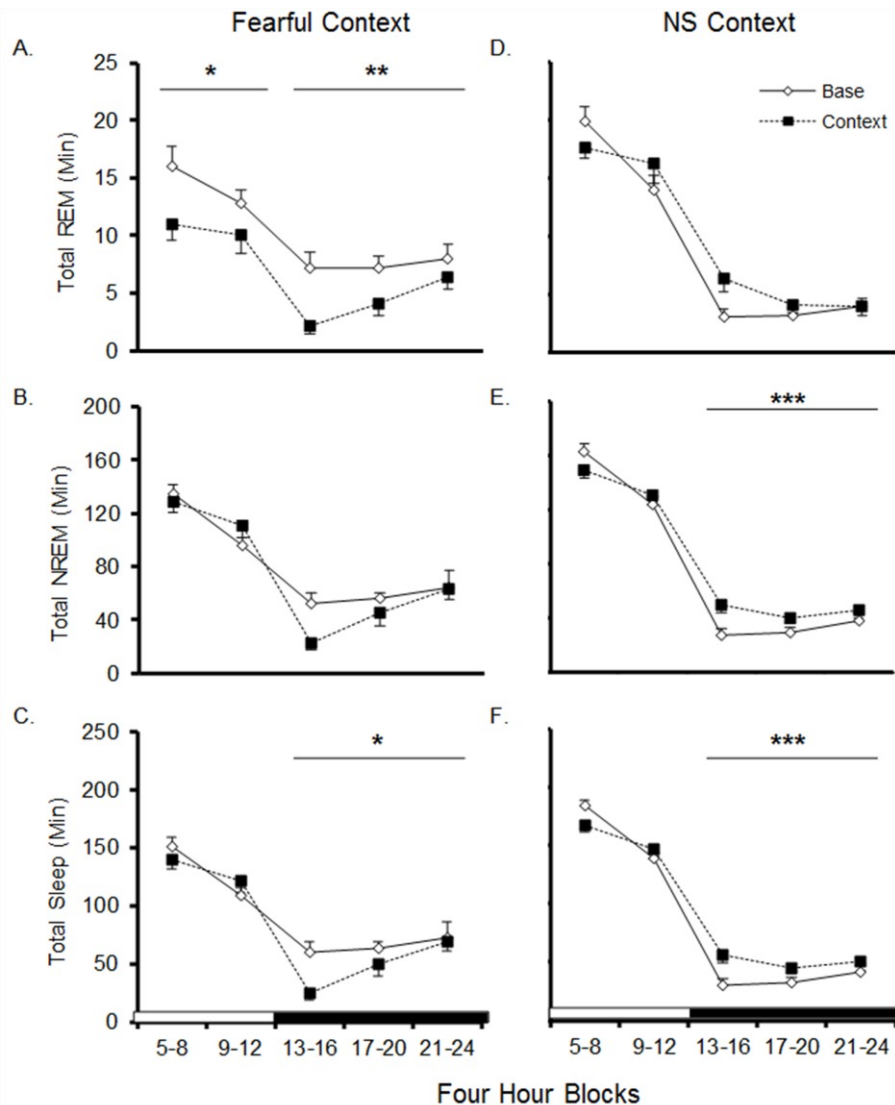 Fearful Context
NS Context
A.
*
**
25
20
15
10
5
0
Total REM (Min)
D.
Base
Context
B.
200
160
120
80
40
0
Total NREM (Min)
E.
***
C.
*
250
200
150
100
50
0
Total Sleep (Min)
5-8 9-12 13-16 17-20 21-24
F.
***
5-8 9-12 13-16 17-20 21-24
Four Hour Blocks